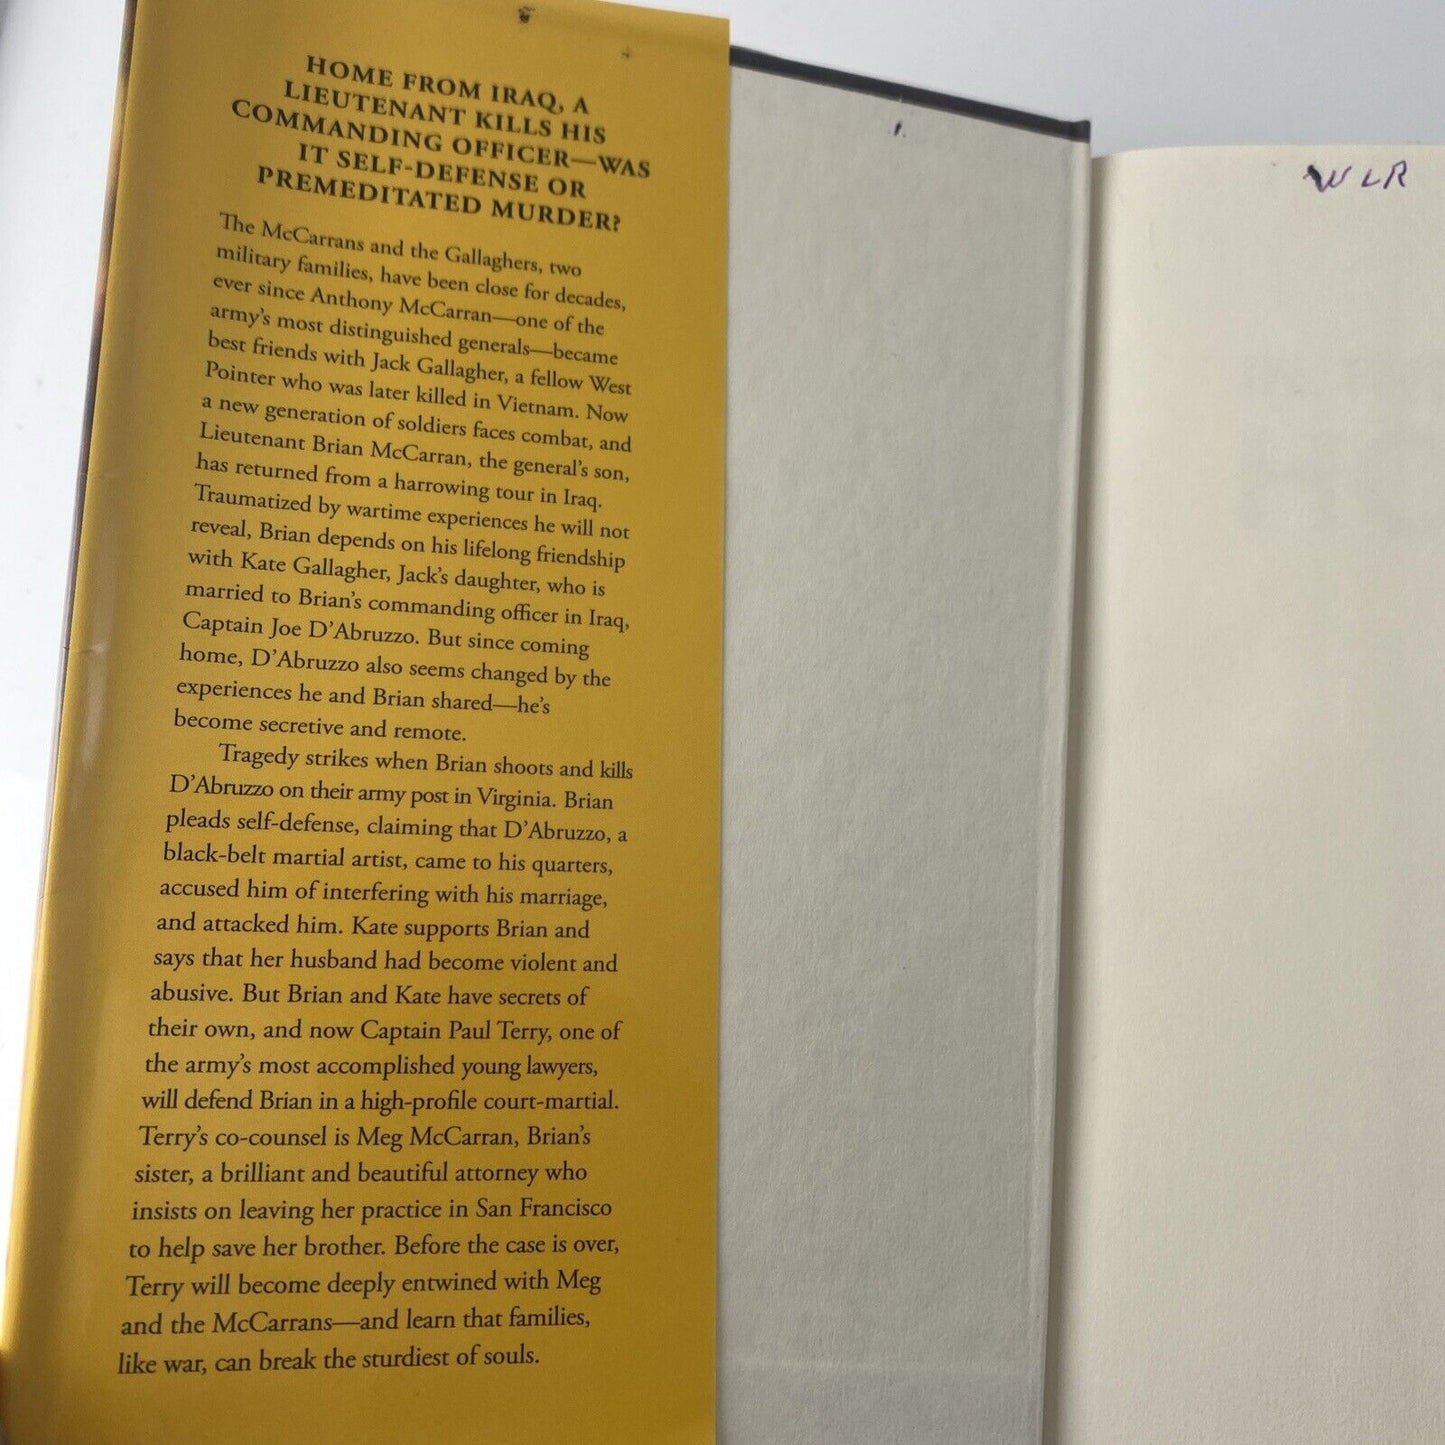 HOME FROM IRAQ, A
LIEUTENANT KILLS HIS
COMMANDING OFFICER—WAS
IT SELF-DEFENSE OR
PREMEDITATED MURDER?
The McCarrans and the Gallaghers, two
military families, have been close for decades,
ever since Anthony McCarran—one of the
army's most distinguished generals—became
best friends with Jack Gallagher, a fellow West
Pointer who was later killed in Vietnam. Now
a new generation of soldiers faces combat, and
Lieutenant Brian McCarran, the general's son,
has returned from a harrowing tour in Iraq.
Traumatized by wartime experiences he will not
reveal, Brian depends on his lifelong friendship
with Kate Gallagher, Jack's daughter, who is
married to Brian's commanding officer in Iraq,
Captain Joe D'Abruzzo. But since coming
home, D'Abruzzo also seems changed by the
experiences he and Brian shared—he's
become secretive and remote.
Tragedy strikes when Brian shoots and kills
D'Abruzzo on their army post in Virginia. Brian
pleads self-defense, claiming that D'Abruzzo, a
black-belt martial artist, came to his quarters,
accused him of interfering with his marriage,
and attacked him. Kate supports Brian and
says that her husband had become violent and
abusive. But Brian and Kate have secrets of
their own, and now Captain Paul Terry, one of
the army's most accomplished young lawyers,
will defend Brian in a high-profile court-martial.
Terry's co-counsel is Meg McCarran, Brian's
sister, a brilliant and beautiful attorney who
insists on leaving her practice in San Francisco
to help save her brother. Before the case is over,
Terry will become deeply entwined with Meg
and the McCarrans—and learn that families,
like war, can break the sturdiest of souls.
WLR